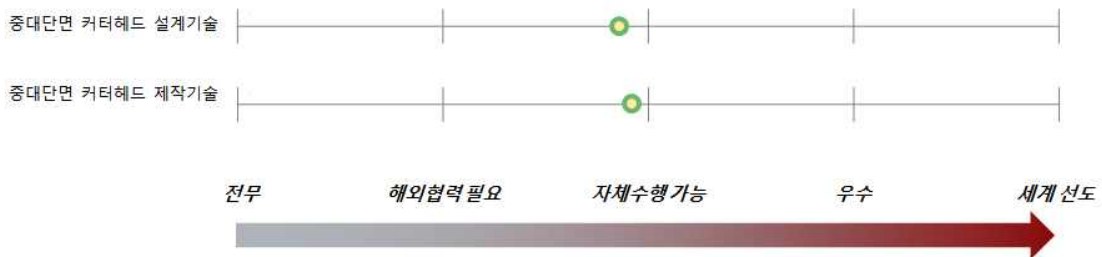 중대단면 커터헤드 설계기술
중대단면 커터헤드 제작기술
전무 해외협력 필요 자체수행 가능 우수 세계 선도